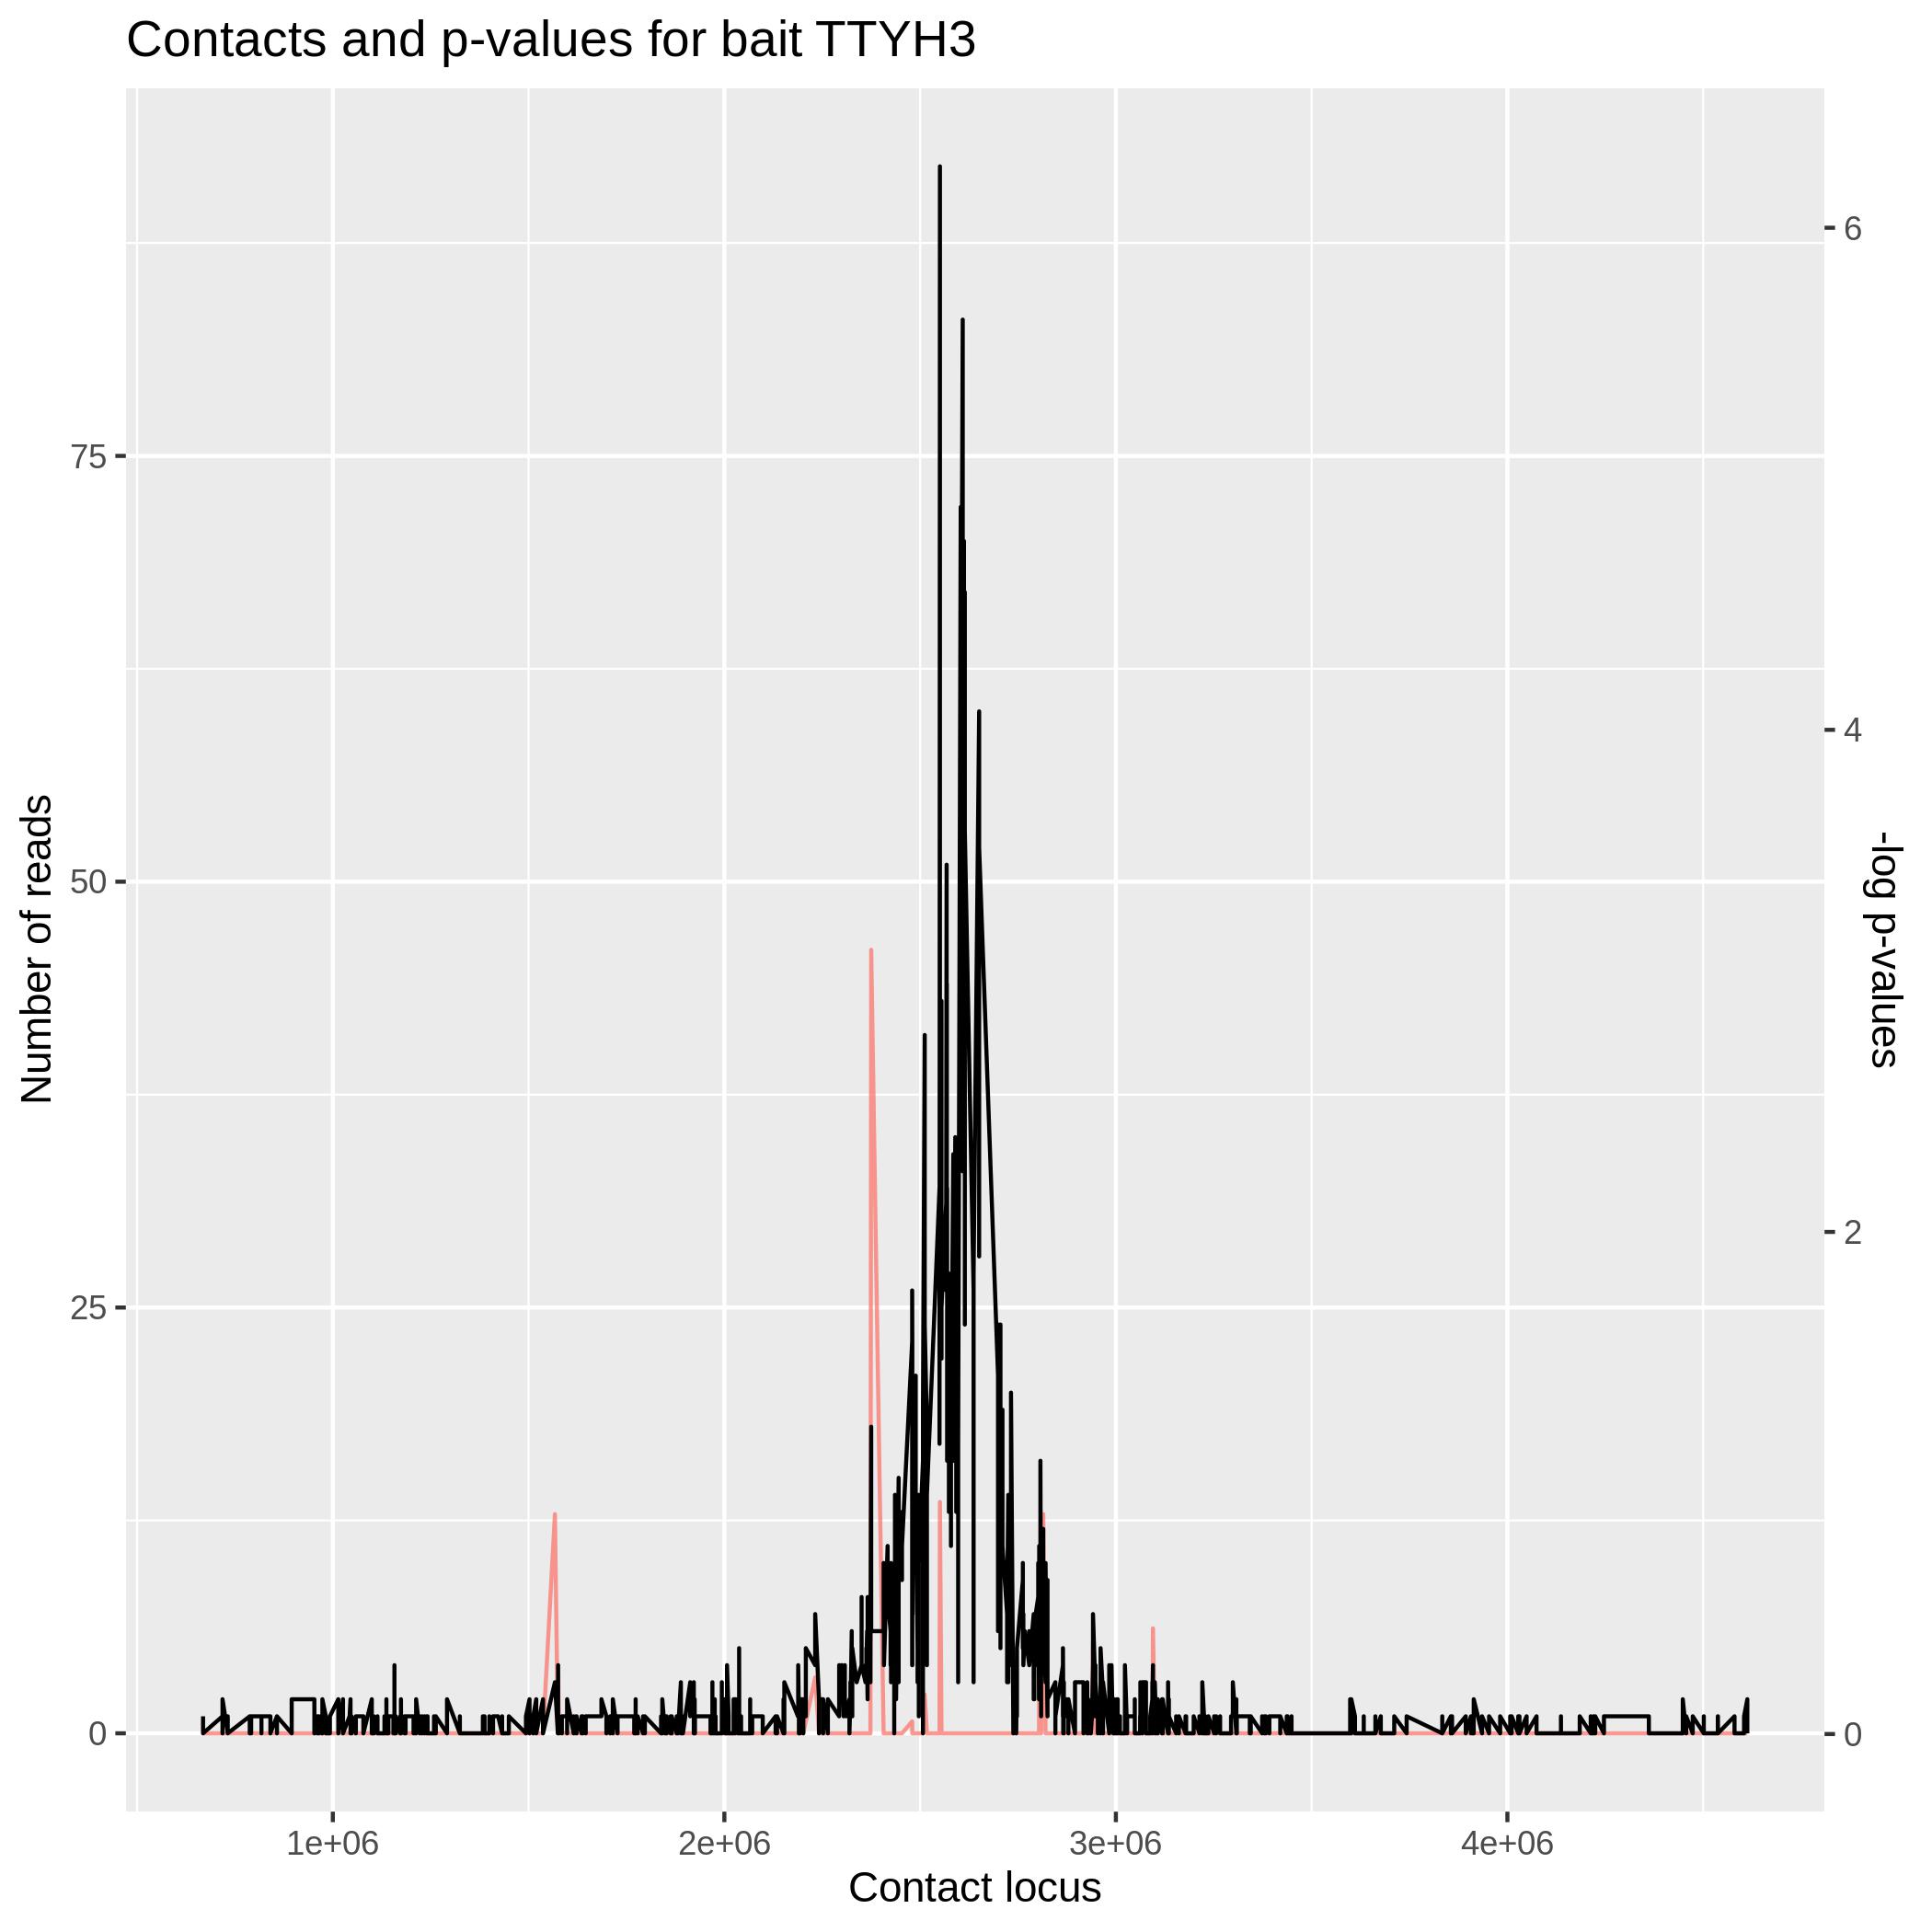 Contacts and p-values for bait TTYH3
Number of reads
75
50
25
0
6
4
2
0
-log p-values
1e+06
2e+06
3e+06
4e+06
Contact locus